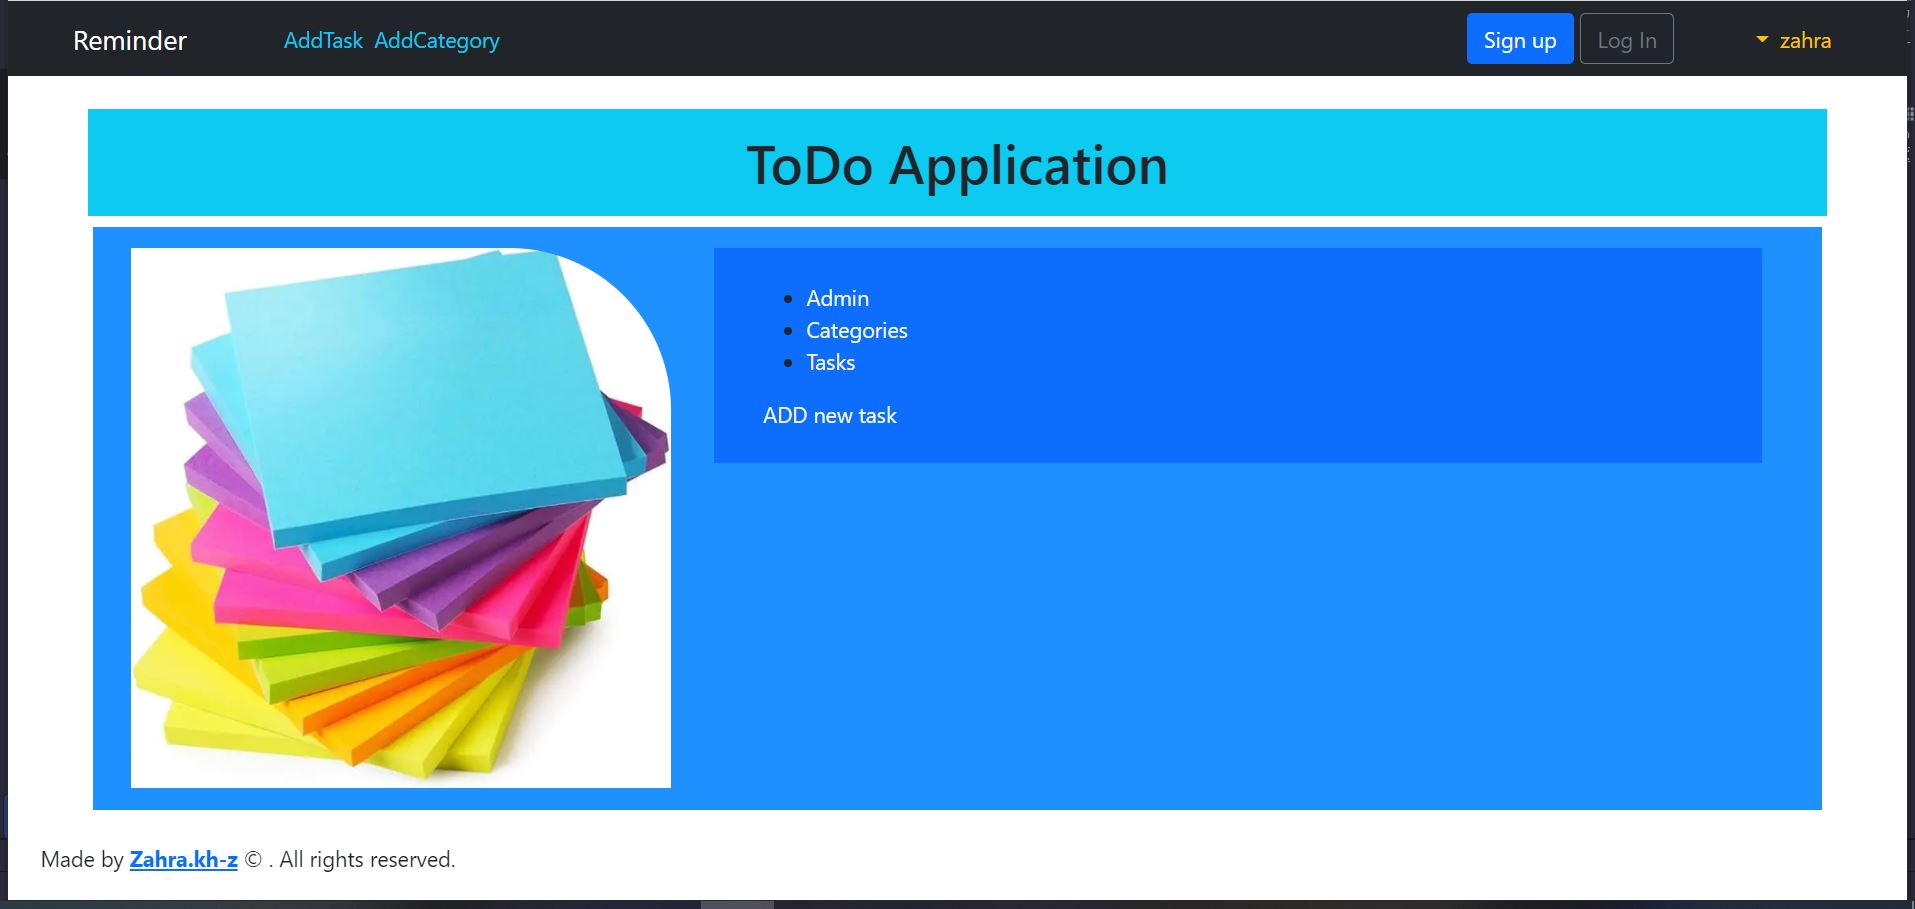 Reminder AddTask AddCategory Sign up Log In zahra
ToDo Application
Admin
Categories
Tasks
ADD new task
Made by Zahra.kh-z © . All rights reserved.